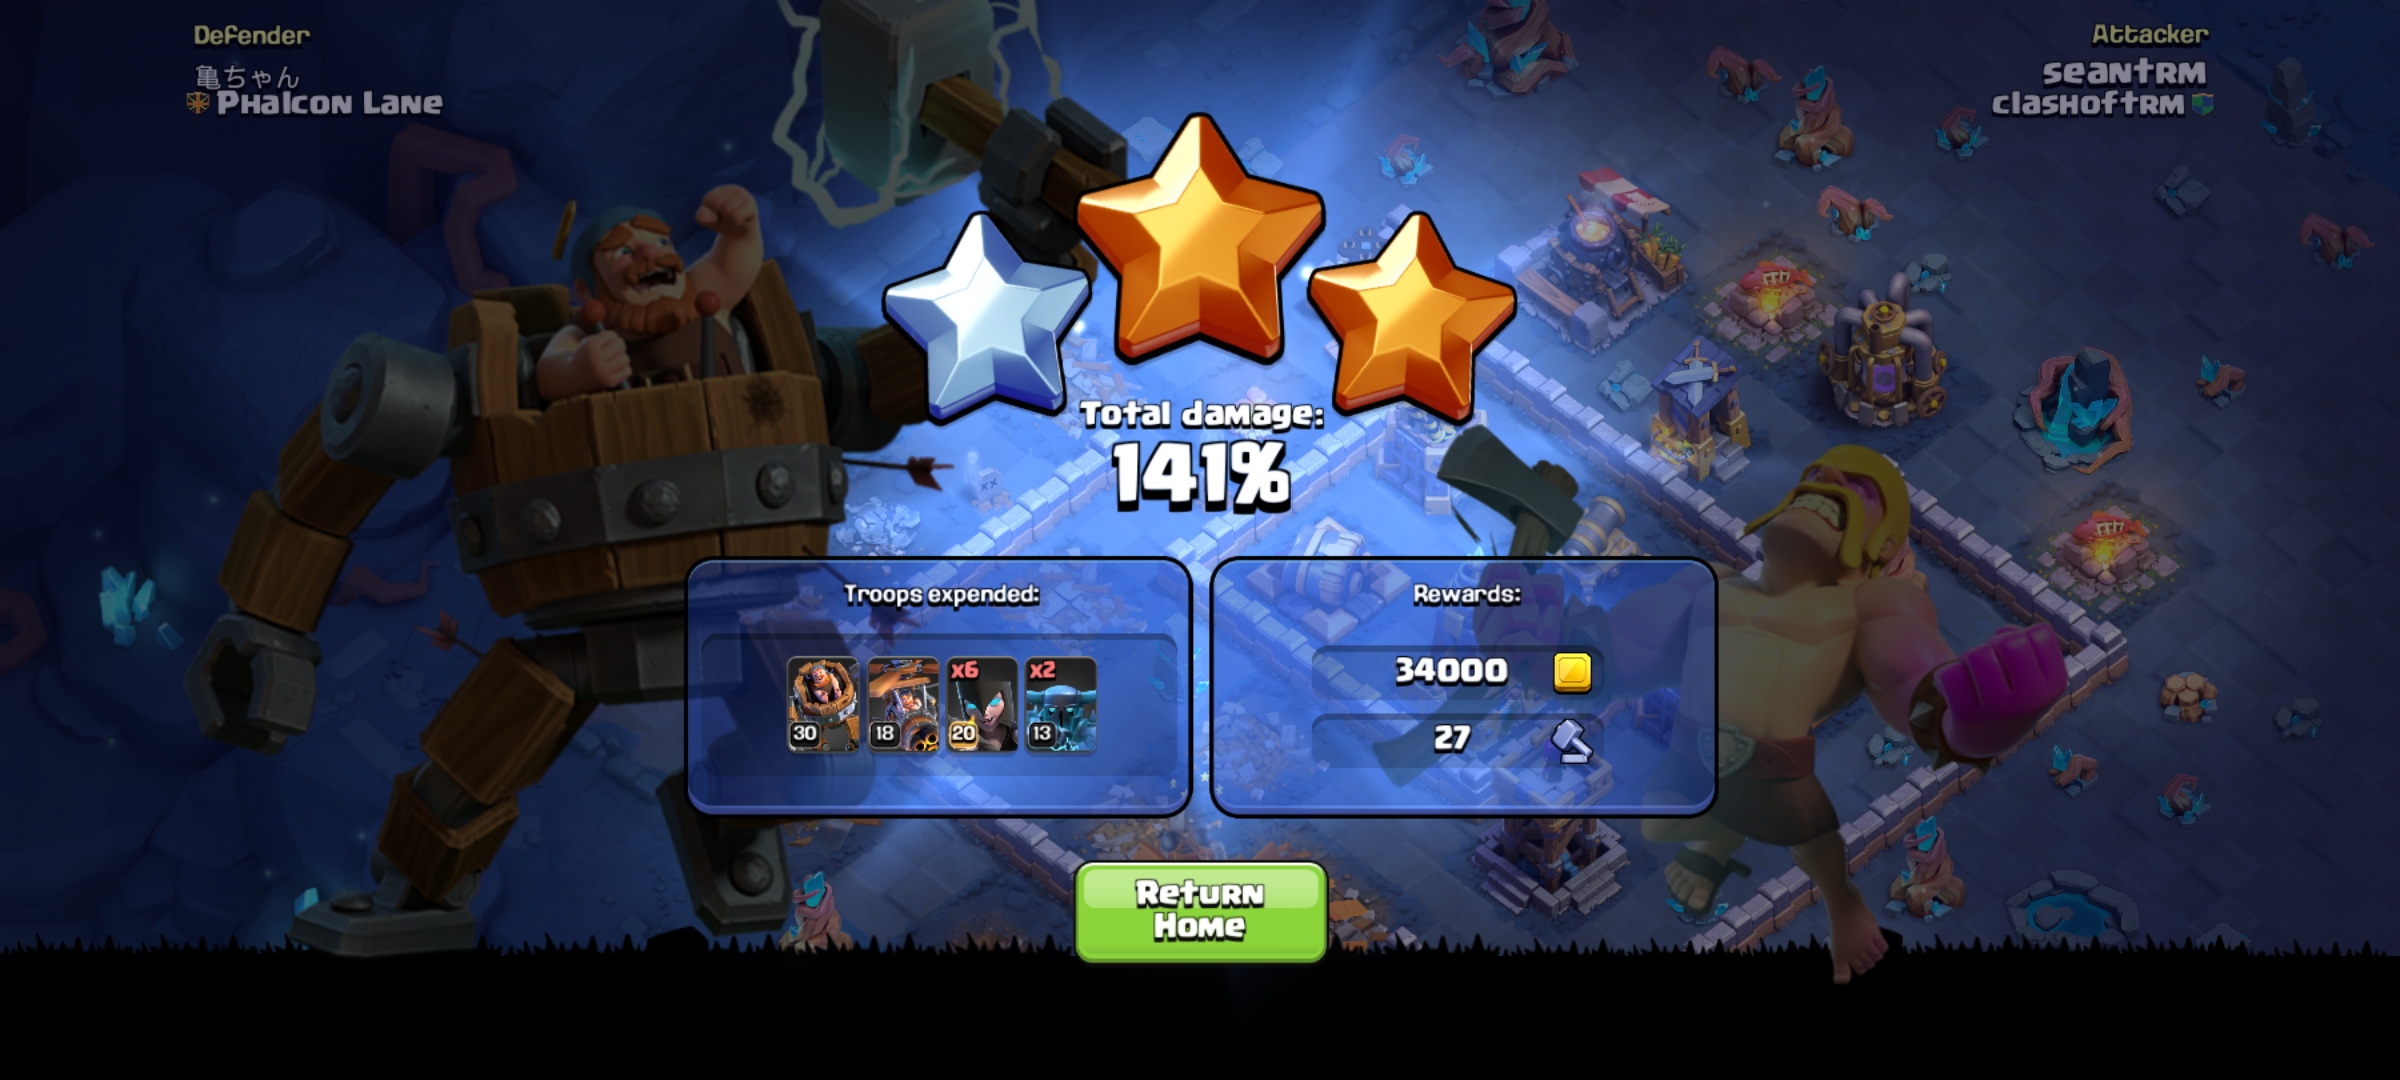 Defender
亀ちゃん
Phalcon Lane
Attacker
seantrm
clashoftrm
Total damage:
141%
Troops expended:
30
18
x6
20
x2
13
Rewards:
34000
27
Return
Home